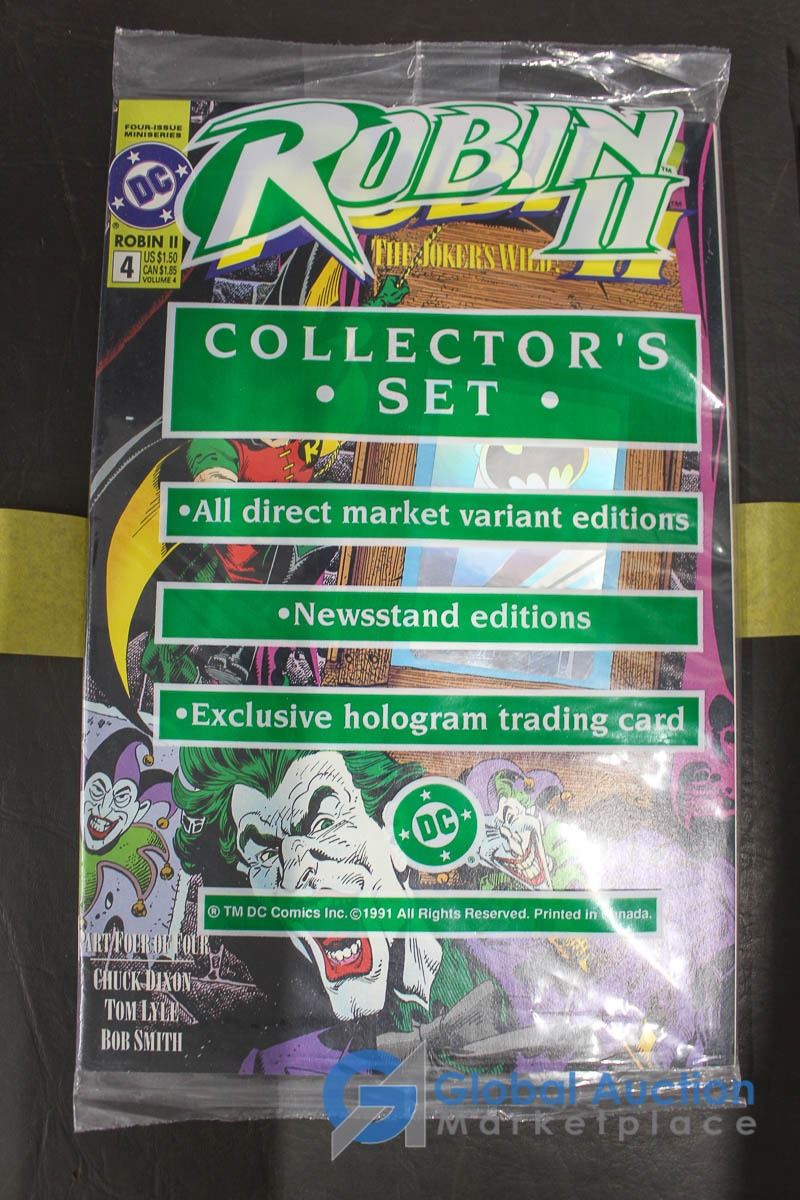 FOUR-ISSUE
MINISERIES
DC
ROBIN II
4
US $1.50
CAN $1.85
VOLUME 4
ROBIN
II
™
THE JOKER'S WILD!
COLLECTOR'S
• SET •
•All direct market variant editions
•Newsstand editions
•Exclusive hologram trading card
DC
® TM DC Comics Inc. ©1991 All Rights Reserved. Printed in Canada.
PART FOUR OF FOUR
CHUCK DIXON
TOM LYLE
BOB SMITH
Global Auction
Marketplace